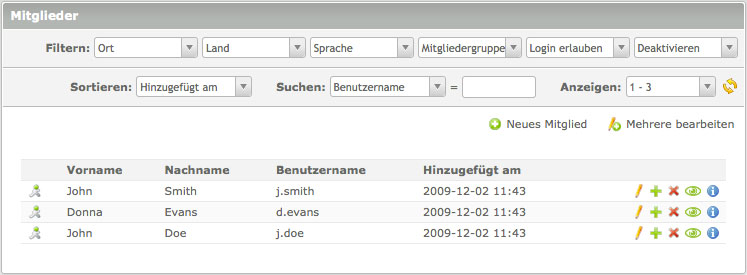 Mitglieder
Filtern: Ort Land Sprache Mitgliedergruppe Login erlauben Deaktivieren
Sortieren: Hinzugefügt am Suchen: Benutzername = Anzeigen: 1 - 3
Neues Mitglied Mehrere bearbeiten
Vorname Nachname Benutzername Hinzugefügt am
John Smith j.smith 2009-12-02 11:43
Donna Evans d.evans 2009-12-02 11:43
John Doe j.doe 2009-12-02 11:43